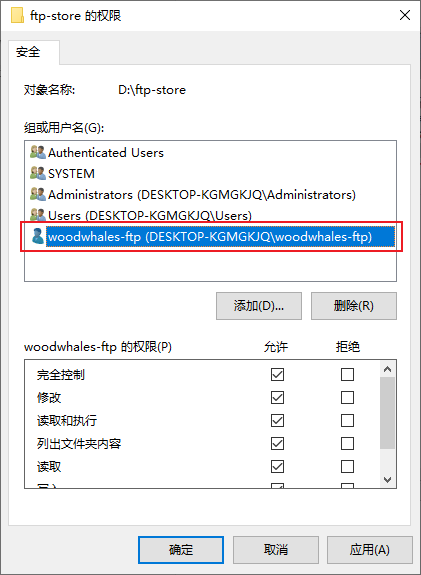 ftp-store 的权限
安全
对象名称: D:\ftp-store
组或用户名(G):
Authenticated Users
SYSTEM
Administrators (DESKTOP-KGMGKJQ\Administrators)
Users (DESKTOP-KGMGKJQ\Users)
woodwhales-ftp (DESKTOP-KGMGKJQ\woodwhales-ftp)
添加(D)... 删除(R)
woodwhales-ftp 的权限(P) 允许 拒绝
完全控制
修改
读取和执行
列出文件夹内容
读取
确定 取消 应用(A)